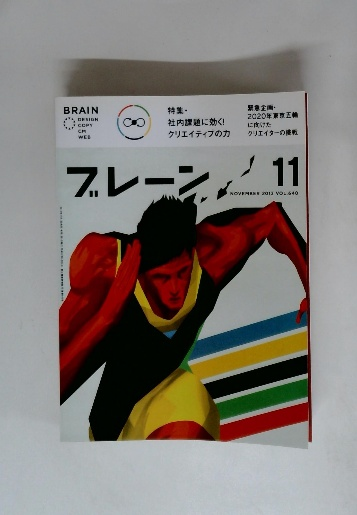 BRAIN
DESIGN
COPY
CM
WEB
特集・
社内課題に効く!
クリエイティブの力
緊急企画・
2020年東京五輪
に向けた
クリエイターの挑戦
ブレーン
11
NOVEMBER 2013 VOL.640